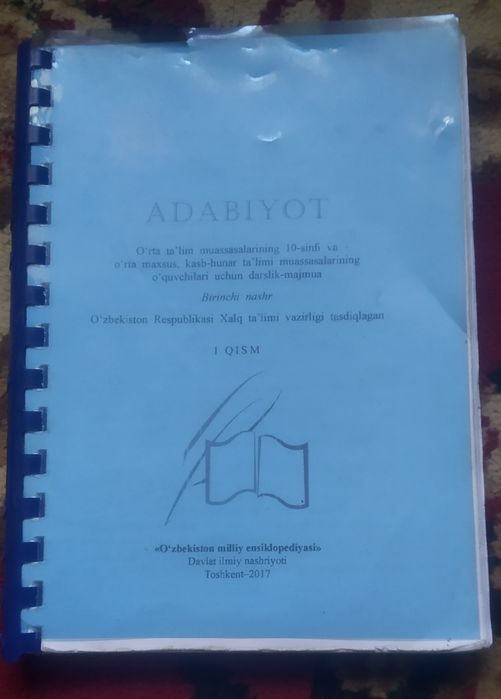 ADABIYOT
O‘rta ta’lim muassasalarining 10-sinfi va
o‘rta maxsus, kasb-hunar ta’limi muassasalarining
o‘quvchilari uchun darslik-majmua
Birinchi nashr
O‘zbekiston Respublikasi Xalq ta’limi vazirligi tasdiqlagan
I QISM
«O‘zbekiston milliy ensiklopediyasi»
Davlat ilmiy nashriyoti
Toshkent–2017